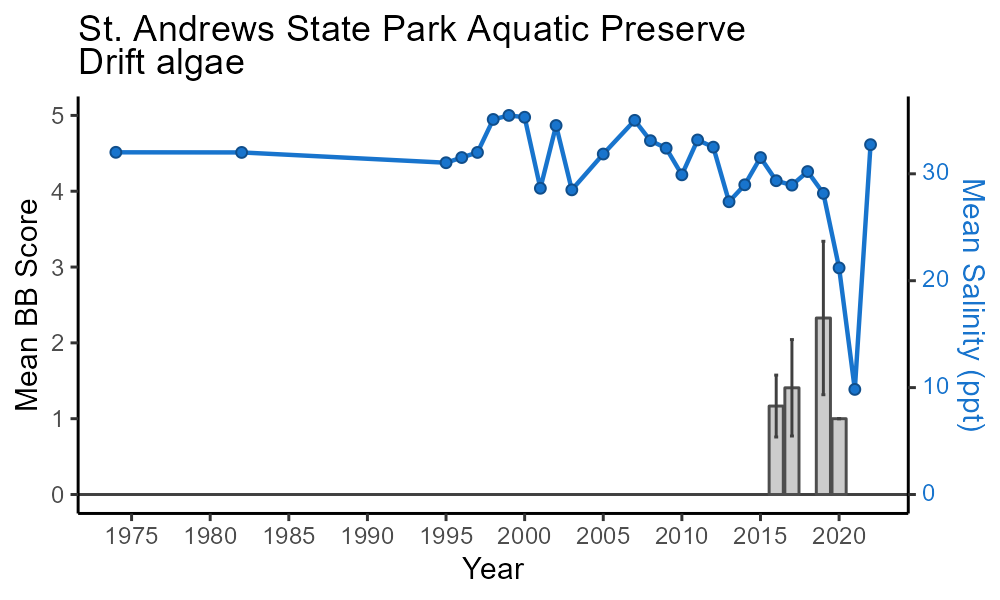 St. Andrews State Park Aquatic Preserve
Drift algae
5
4
3
2
1
0
Mean BB Score
30
20
10
0
Mean Salinity (ppt)
1975 1980 1985 1990 1995 2000 2005 2010 2015 2020
Year